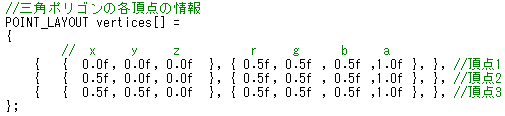 //三角ポリゴンの各頂点の情報
POINT_LAYOUT vertices[] =
{
// x y z r g b a
{ { 0.0f, 0.0f, 0.0f }, { 0.5f, 0.5f , 0.5f ,1.0f }, }, //頂点1
{ { 0.5f, 0.0f, 0.0f }, { 0.5f, 0.5f , 0.5f ,1.0f }, }, //頂点2
{ { 0.5f, 0.5f, 0.0f }, { 0.5f, 0.5f , 0.5f ,1.0f }, }, //頂点3
};